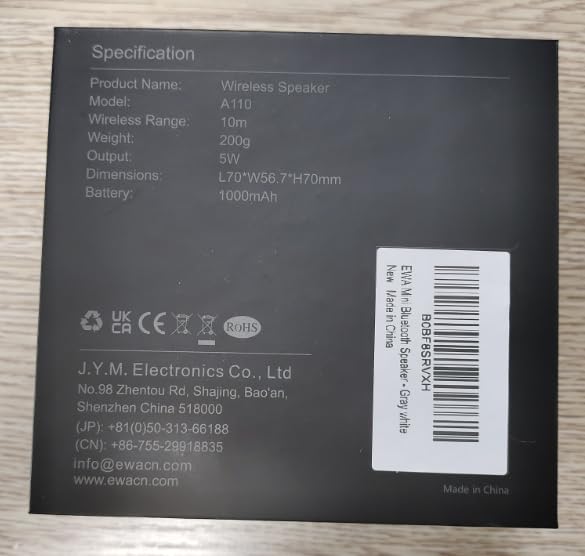 Specification
Product Name: Wireless Speaker
Model: A110
Wireless Range: 10m
Weight: 200g
Output: 5W
Dimensions: L70*W56.7*H70mm
Battery: 1000mAh
UK
CA
CE
RoHS
J.Y.M. Electronics Co., Ltd
No.98 Zhentou Rd, Shajing, Bao'an,
Shenzhen China 518000
(JP): +81(0)50-313-66188
(CN): +86-755-29918835
info@ewacn.com
www.ewacn.com
B0BF8SRVXH
EWA Mini Bluetooth Speaker - Gray white
New Made in China
Made in China